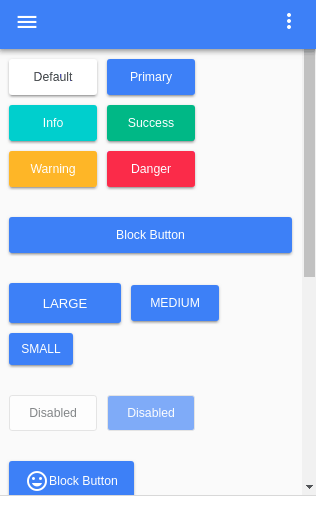 Default
Primary
Info
Success
Warning
Danger
Block Button
LARGE
MEDIUM
SMALL
Disabled
Disabled
Block Button